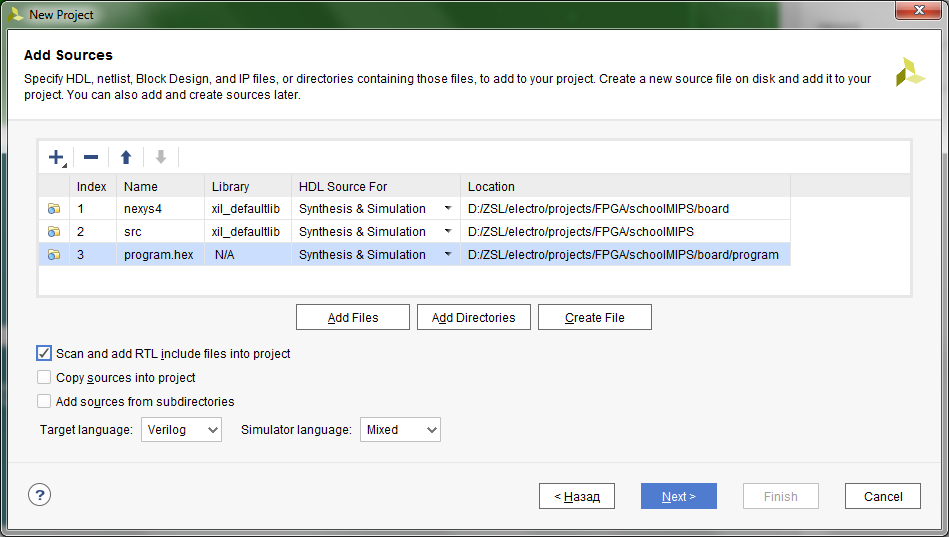 New Project
Add Sources
Specify HDL, netlist, Block Design, and IP files, or directories containing those files, to add to your project. Create a new source file on disk and add it to your
project. You can also add and create sources later.
Index Name Library HDL Source For Location
1 nexys4 xil_defaultlib Synthesis & Simulation D:/ZSL/electro/projects/FPGA/schoolMIPS/board
2 src xil_defaultlib Synthesis & Simulation D:/ZSL/electro/projects/FPGA/schoolMIPS
3 program.hex N/A Synthesis & Simulation D:/ZSL/electro/projects/FPGA/schoolMIPS/board/program
Add Files Add Directories Create File
Scan and add RTL include files into project
Copy sources into project
Add sources from subdirectories
Target language: Verilog Simulator language: Mixed
? < Назад Next > Finish Cancel